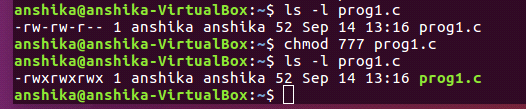 anshika@anshika-VirtualBox:~$ ls -l prog1.c
-rw-rw-r-- 1 anshika anshika 52 Sep 14 13:16 prog1.c
anshika@anshika-VirtualBox:~$ chmod 777 prog1.c
anshika@anshika-VirtualBox:~$ ls -l prog1.c
-rwxrwxrwx 1 anshika anshika 52 Sep 14 13:16 prog1.c
anshika@anshika-VirtualBox:~$